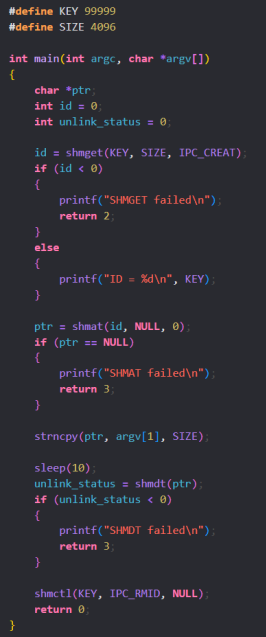 #define KEY 99999
#define SIZE 4096
int main(int argc, char *argv[])
{
char *ptr;
int id = 0;
int unlink_status = 0;
id = shmget(KEY, SIZE, IPC_CREAT);
if (id < 0)
{
printf("SHMGET failed\n");
return 2;
}
else
{
printf("ID = %d\n", KEY);
}
ptr = shmat(id, NULL, 0);
if (ptr == NULL)
{
printf("SHMAT failed\n");
return 3;
}
strncpy(ptr, argv[1], SIZE);
sleep(10);
unlink_status = shmdt(ptr);
if (unlink_status < 0)
{
printf("SHMDT failed\n");
return 3;
}
shmctl(KEY, IPC_RMID, NULL);
return 0;
}